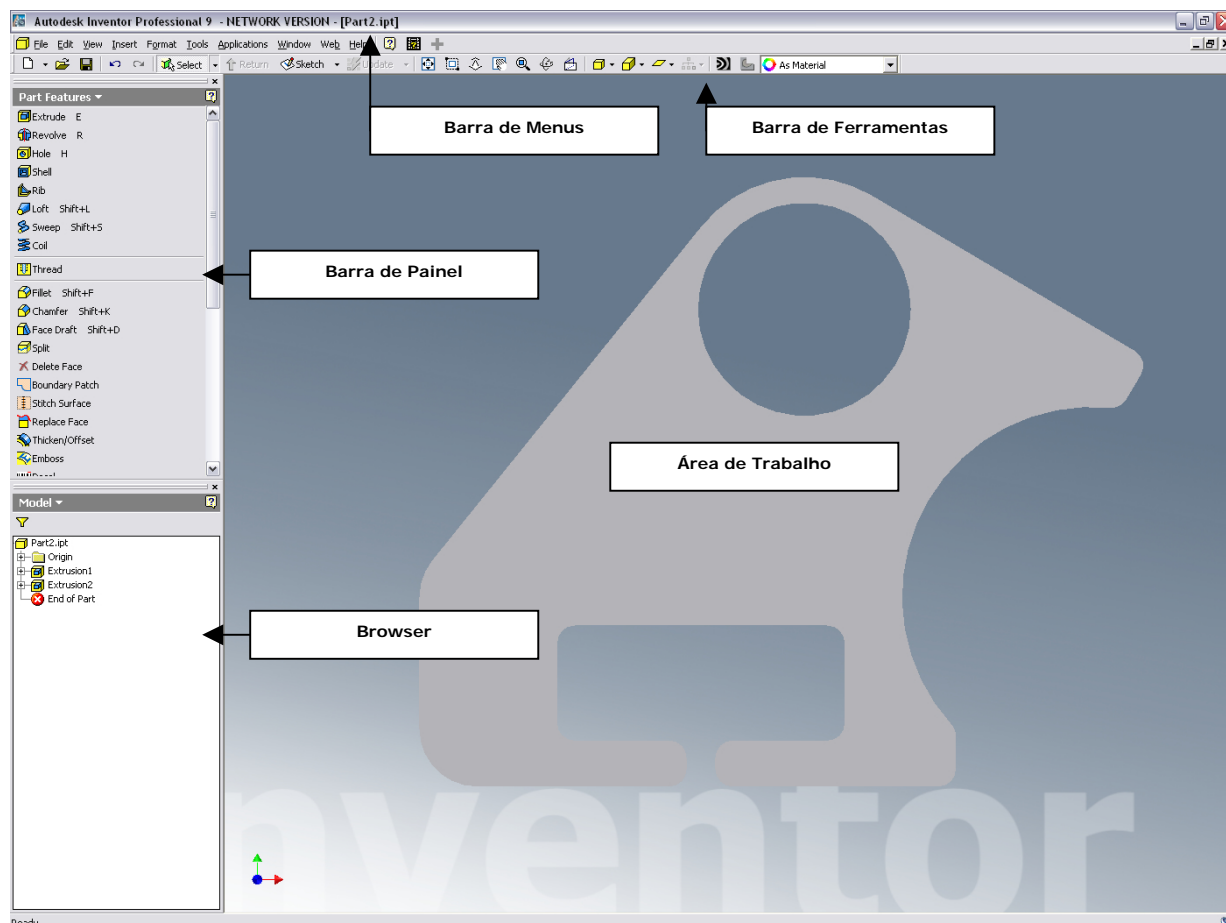 Autodesk Inventor Professional 9 - NETWORK VERSION - [Part2.ipt]
File Edit View Insert Format Tools Applications Window Web Help
Select Return Sketch Update As Material
Barra de Menus
Barra de Ferramentas
Part Features
Extrude E
Revolve R
Hole H
Shell
Rib
Loft Shift+L
Sweep Shift+S
Coil
Thread
Fillet Shift+F
Chamfer Shift+K
Face Draft Shift+D
Split
Delete Face
Boundary Patch
Stitch Surface
Replace Face
Thicken/Offset
Emboss
Barra de Painel
Área de Trabalho
Model
Part2.ipt
Origin
Extrusion1
Extrusion2
End of Part
Browser
nventor
Ready